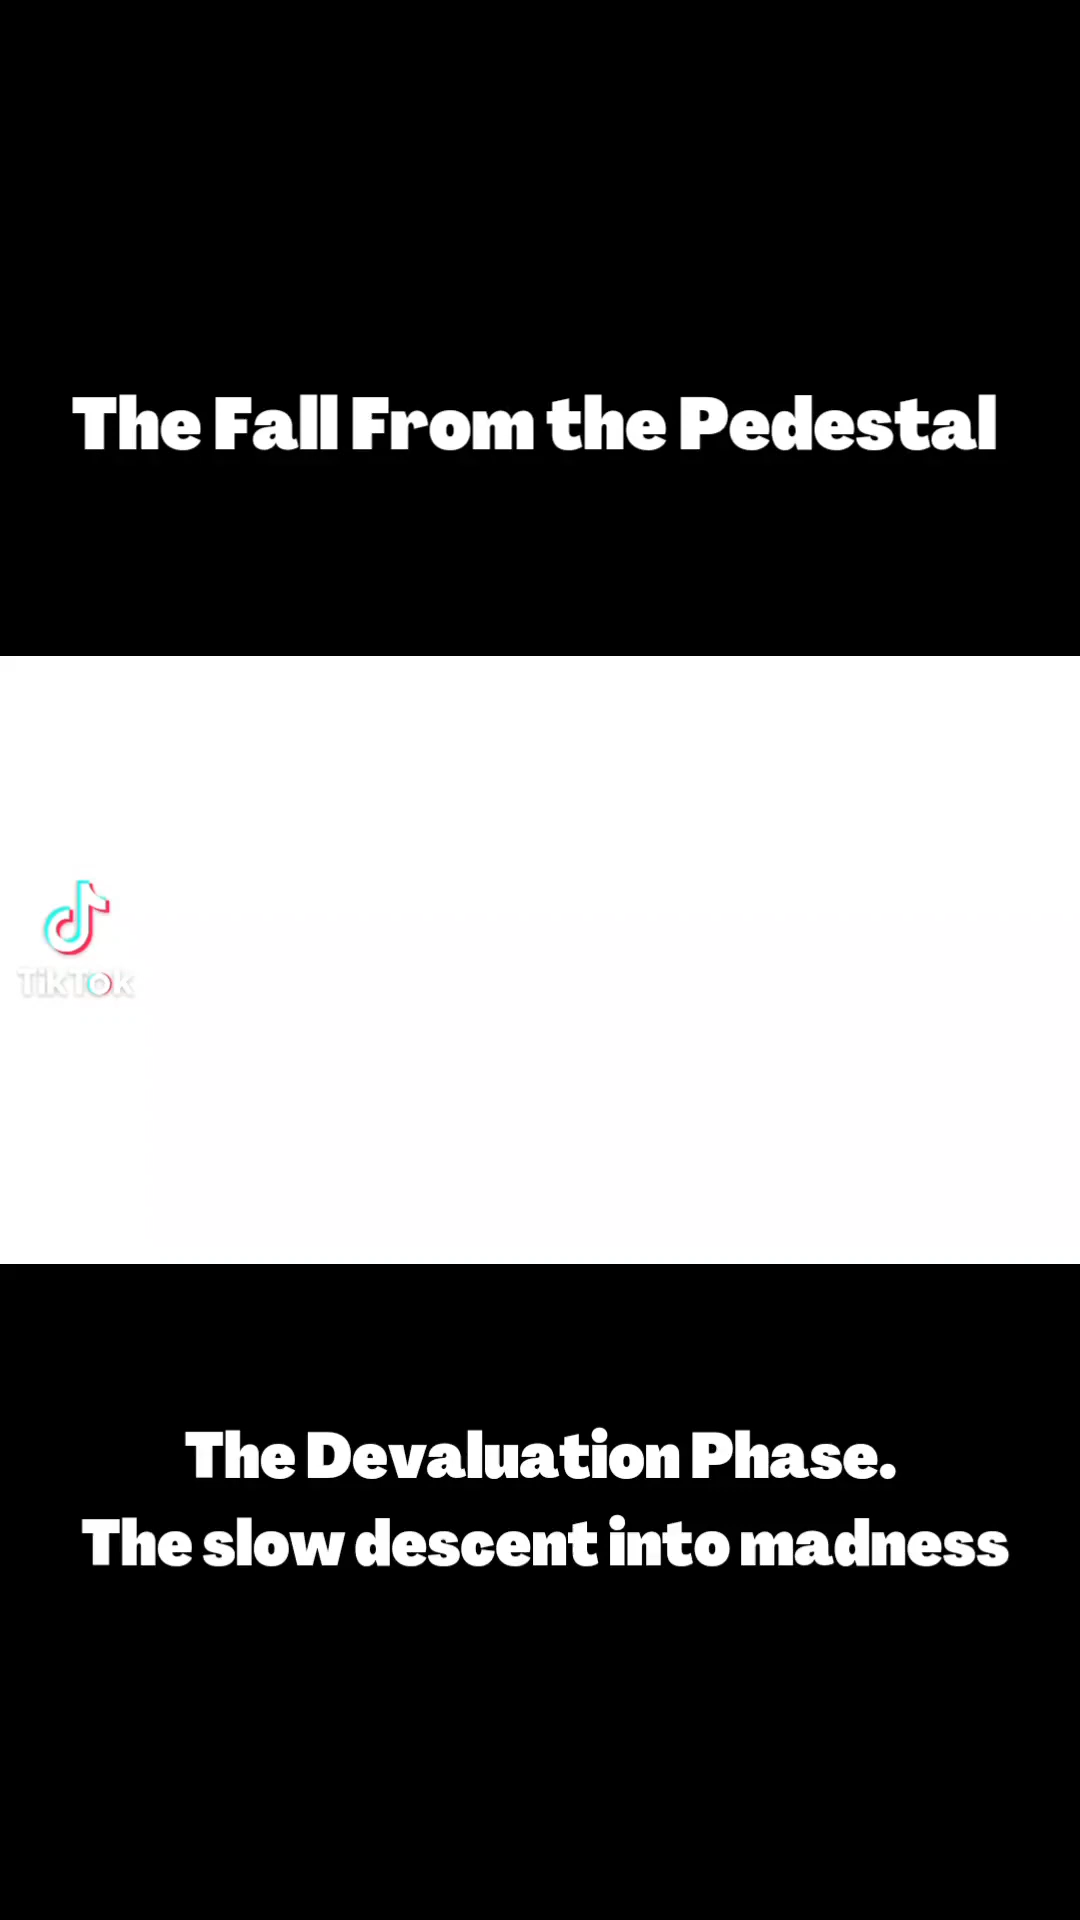 The Fall From the Pedestal
TikTok
The Devaluation Phase.
The slow descent into madness